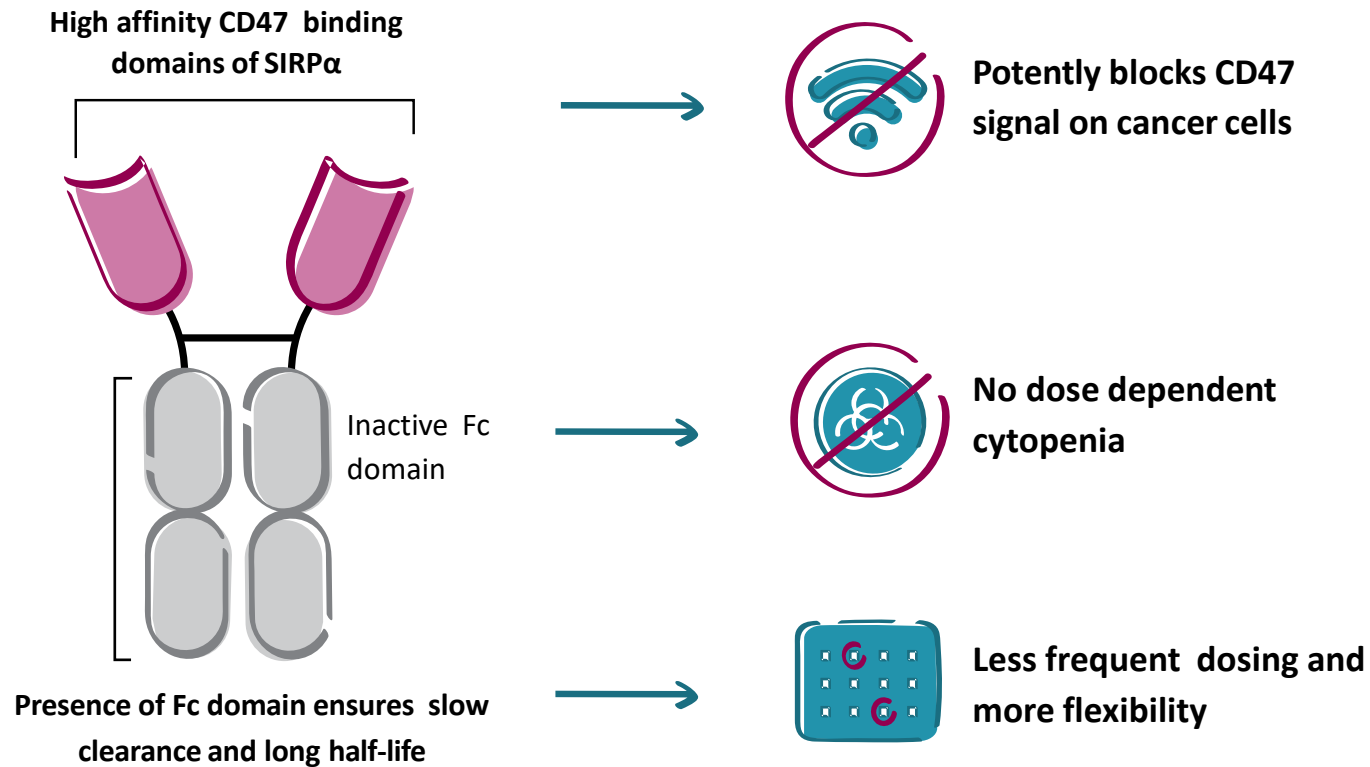 High affinity CD47 binding
domains of SIRPα
Potently blocks CD47
signal on cancer cells
Inactive Fc
domain
No dose dependent
cytopenia
Presence of Fc domain ensures slow
clearance and long half-life
Less frequent dosing and
more flexibility